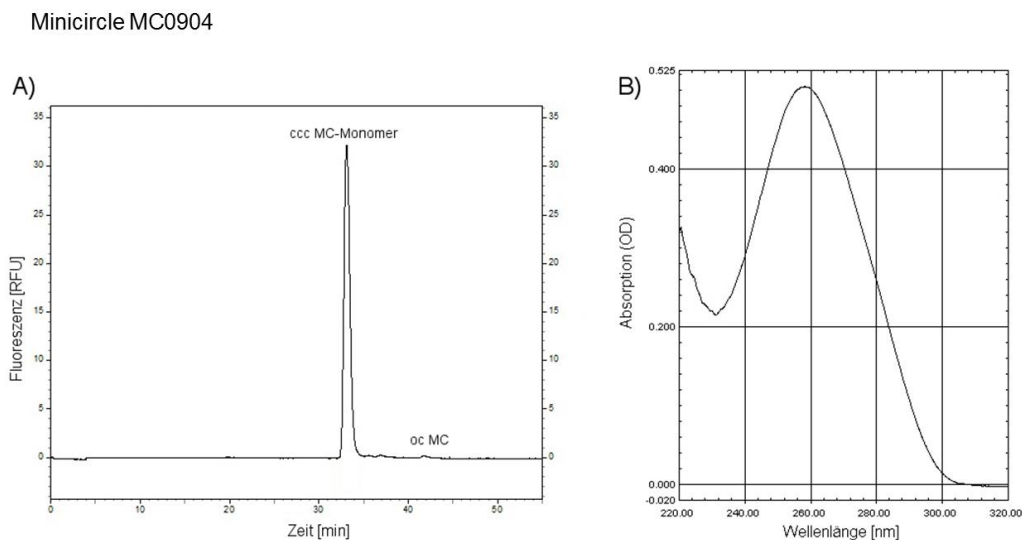 Minicircle MC0904
A)
35
30
25
20
15
10
5
0
35
30
25
20
15
10
5
0
ccc MC-Monomer
oc MC
Fluoreszenz [RFU]
0
10
20
30
40
50
Zeit [min]
B)
0.525
0.400
0.200
0.000
-0.020
Absorption (OD)
220.00 240.00 260.00 280.00 300.00 320.00
Wellenlänge [nm]